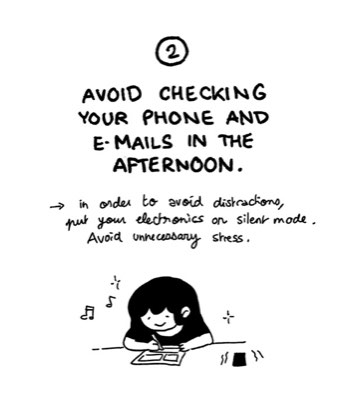 2
AVOID CHECKING
YOUR PHONE AND
E-MAILS IN THE
AFTERNOON.
→ in order to avoid distractions,
put your electronics on silent mode.
Avoid unnecessary stress.